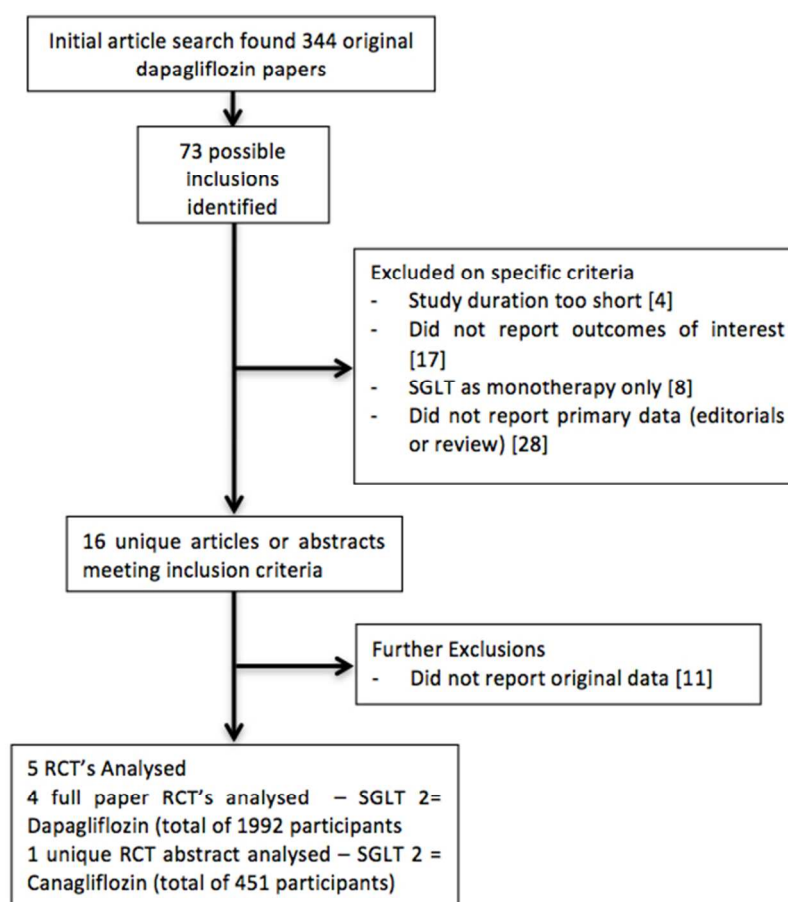 Initial article search found 344 original
dapagliflozin papers
73 possible
inclusions
identified
Excluded on specific criteria
- Study duration too short [4]
- Did not report outcomes of interest
[17]
- SGLT as monotherapy only [8]
- Did not report primary data (editorials
or review) [28]
16 unique articles or abstracts
meeting inclusion criteria
Further Exclusions
- Did not report original data [11]
5 RCT's Analysed
4 full paper RCT's analysed – SGLT 2=
Dapagliflozin (total of 1992 participants
1 unique RCT abstract analysed – SGLT 2 =
Canagliflozin (total of 451 participants)